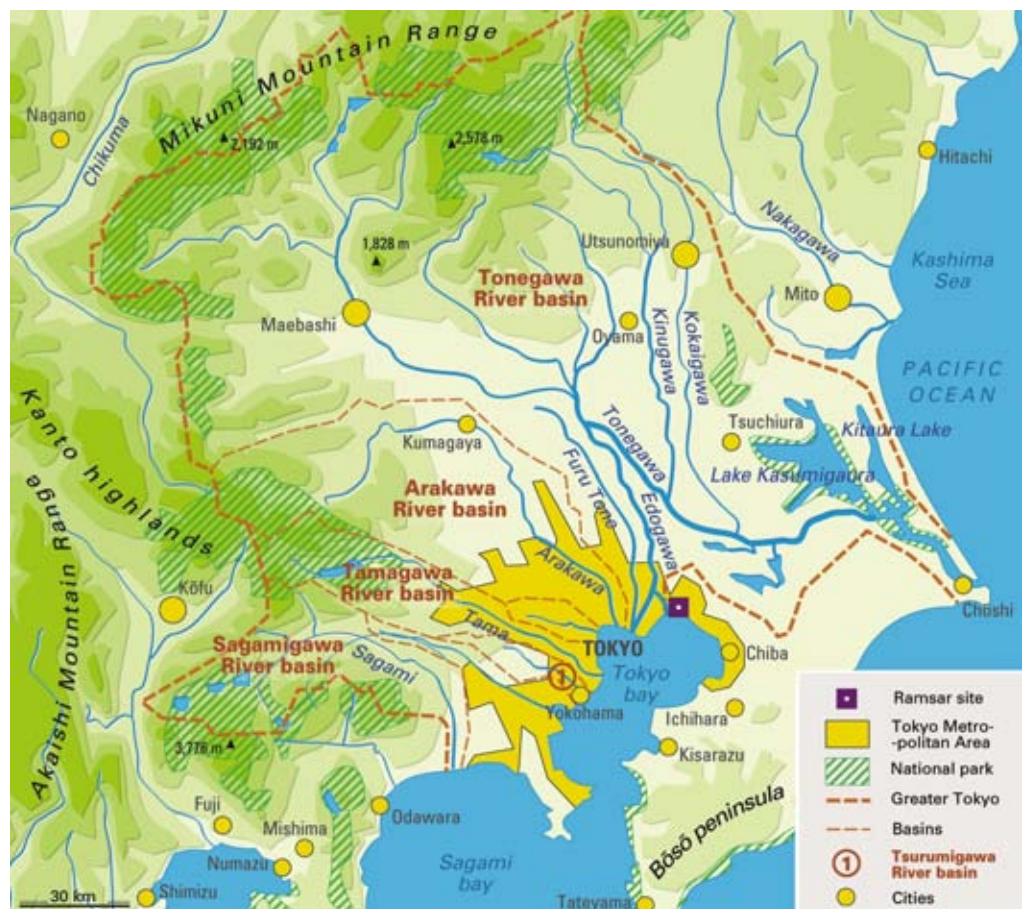 Mikuni Mountain Range
Nagano
Chikuma
2,192 m
2,578 m
Hitachi
Nakagawa
Utsunomiya
Kashima
Sea
1,828 m
Tonegawa
River basin
Mito
Maebashi
Oyama
Kinugawa
Kokaigawa
PACIFIC
OCEAN
Kanto highlands
Kumagaya
Tonegawa
Tsuchiura
Kitaura Lake
Lake Kasumigaura
Furu Tone
Edogawa
Arakawa
River basin
Akaishi Mountain Range
Arakawa
Kōfu
Tamagawa
River basin
Chōshi
Tama
TOKYO
Tokyo
bay
Chiba
Sagamigawa
River basin
Sagami
1
Yokohama
Ichihara
Kisarazu
3,778 m
Fuji
Mishima
Odawara
Numazu
Shimizu
Sagami
bay
Bōsō peninsula
Tateyama
30 km
Ramsar site
Tokyo Metro-
-politan Area
National park
Greater Tokyo
Basins
1
Tsurumigawa
River basin
Cities